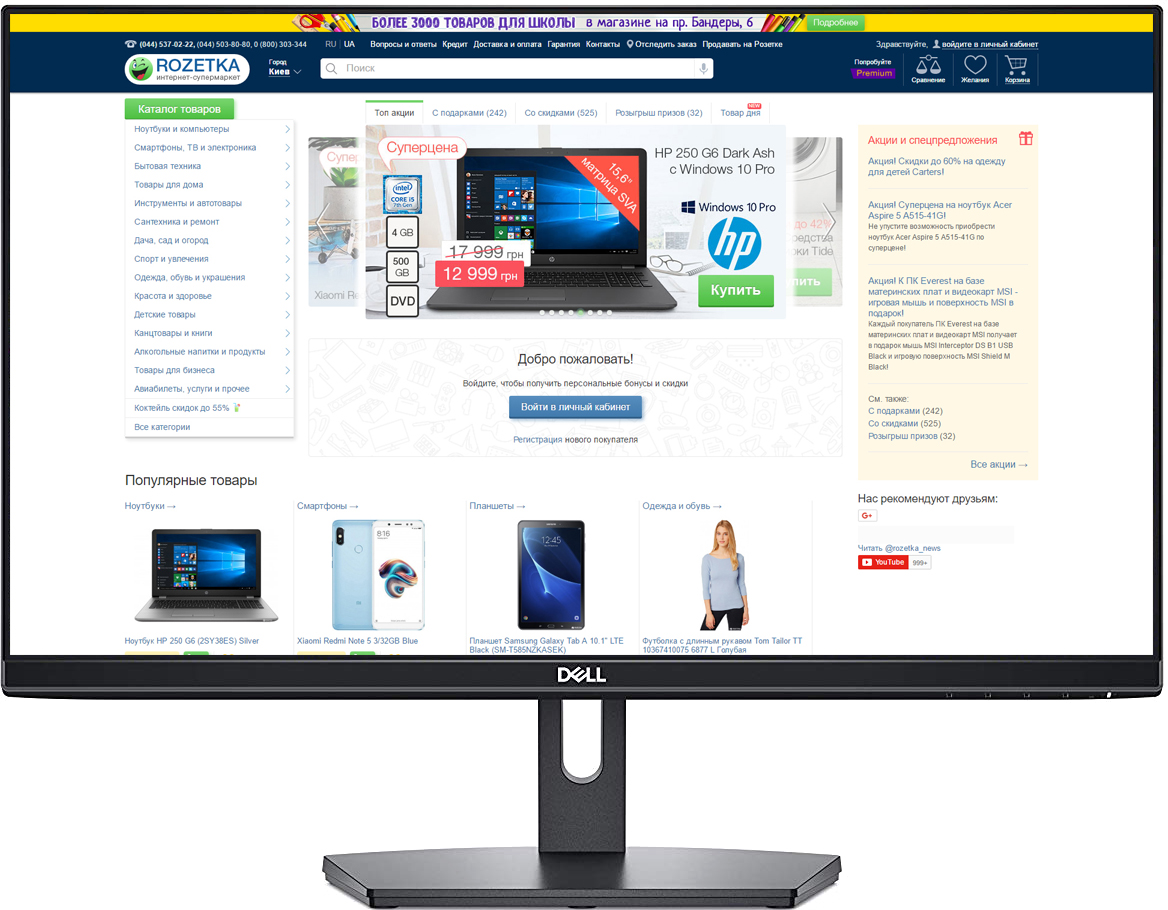 БОЛЕЕ 3000 ТОВАРОВ ДЛЯ ШКОЛЫ в магазине на пр. Бандеры, 6 Подробнее
(044) 537-02-22, (044) 503-80-80, 0 (800) 303-344 RU UA Вопросы и ответы Кредит Доставка и оплата Гарантия Контакты Отследить заказ Продавать на Розетке Здравствуйте, войдите в личный кабинет
ROZETKA
интернет-супермаркет
Город
Киев
Поиск
Попробуйте
Premium
Сравнение Желания Корзина
Каталог товаров
Ноутбуки и компьютеры
Смартфоны, ТВ и электроника
Бытовая техника
Товары для дома
Инструменты и автотовары
Сантехника и ремонт
Дача, сад и огород
Спорт и увлечения
Одежда, обувь и украшения
Красота и здоровье
Детские товары
Канцтовары и книги
Алкогольные напитки и продукты
Товары для бизнеса
Авиабилеты, услуги и прочее
Коктейль скидок до 55%
Все категории
Топ акции С подарками (242) Со скидками (525) Розыгрыш призов (32) Товар дня NEW
Xiaomi
Суперцена
intel
CORE i5
7th Gen
4 GB
500
GB
DVD
17 999 грн
12 999 грн
15,6"
матрица SVA
HP 250 G6 Dark Ash
с Windows 10 Pro
Windows 10 Pro
hp
Купить
до 42%
Tide
Добро пожаловать!
Войдите, чтобы получить персональные бонусы и скидки
Войти в личный кабинет
Регистрация нового покупателя
Акции и спецпредложения
Акция! Скидки до 60% на одежду
для детей Carters!
Акция! Суперцена на ноутбук Acer
Aspire 5 A515-41G!
Не упустите возможность приобрести
ноутбук Acer Aspire 5 A515-41G по
суперцене!
Акция! К ПК Everest на базе
материнских плат и видеокарт MSI -
игровая мышь и поверхность MSI в
подарок!
Каждый покупатель ПК Everest на базе
материнских плат и видеокарт MSI получает
в подарок мышь MSI Interceptor DS B1 USB
Black и игровую поверхность MSI Shield M
Black!
См. также:
С подарками (242)
Со скидками (525)
Розыгрыш призов (32)
Все акции →
Популярные товары
Ноутбуки →
Смартфоны →
Планшеты →
Одежда и обувь →
8:16
12:45
Ноутбук HP 250 G6 (2SY38ES) Silver
Xiaomi Redmi Note 5 3/32GB Blue
Планшет Samsung Galaxy Tab A 10.1" LTE
Black (SM-T585NZKASEK)
Футболка с длинным рукавом Tom Tailor TT
10367410075 6877 L Голубая
Нас рекомендуют друзьям:
G+
Читать @rozetka_news
YouTube 999+
DELL